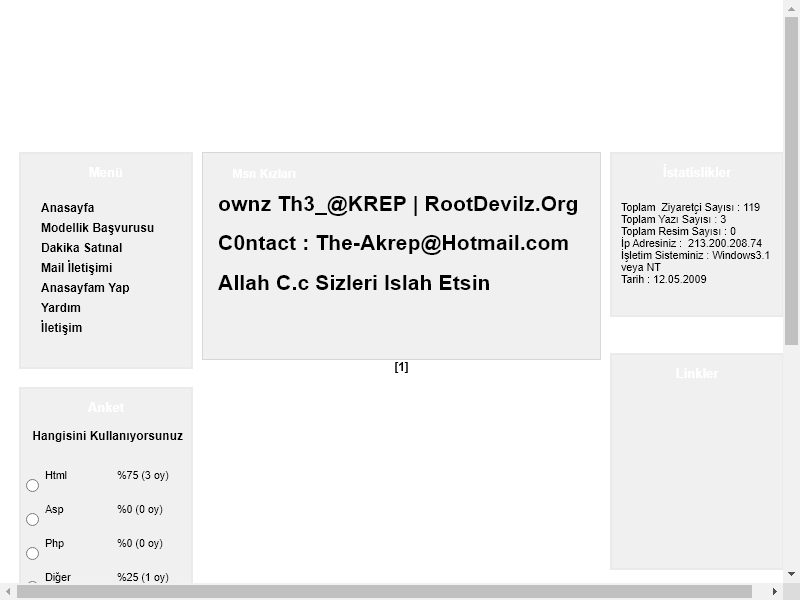 Menü
Anasayfa
Modellik Başvurusu
Dakika Satınal
Mail İletişimi
Anasayfam Yap
Yardım
İletişim
Anket
Hangisini Kullanıyorsunuz
Html %75 (3 oy)
Asp %0 (0 oy)
Php %0 (0 oy)
Diğer %25 (1 oy)
Msn Kızları
ownz Th3_@KREP | RootDevilz.Org
C0ntact : The-Akrep@Hotmail.com
Allah C.c Sizleri Islah Etsin
[1]
İstatislikler
Toplam Ziyaretçi Sayısı : 119
Toplam Yazı Sayısı : 3
Toplam Resim Sayısı : 0
İp Adresiniz : 213.200.208.74
İşletim Sisteminiz : Windows3.1
veya NT
Tarih : 12.05.2009
Linkler